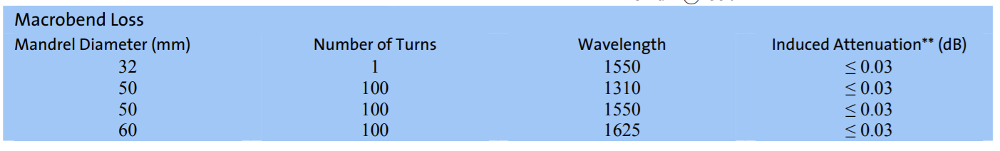 Macrobend Loss
Mandrel Diameter (mm) Number of Turns Wavelength Induced Attenuation** (dB)
32 1 1550 ≤ 0.03
50 100 1310 ≤ 0.03
50 100 1550 ≤ 0.03
60 100 1625 ≤ 0.03